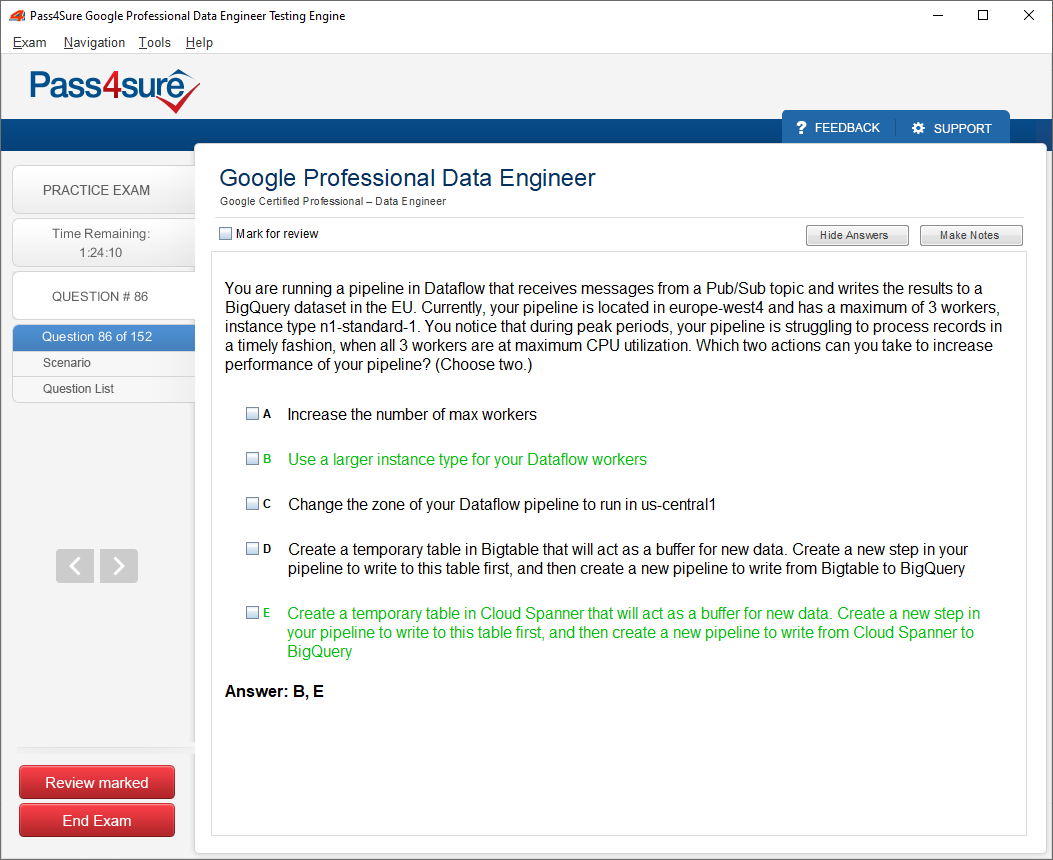 Pass4Sure Google Professional Data Engineer Testing Engine
Exam Navigation Tools Help
Pass4sure
? FEEDBACK SUPPORT
PRACTICE EXAM
Time Remaining:
1:24:10
QUESTION # 86
Question 86 of 152
Scenario
Question List
Review marked
End Exam
Google Professional Data Engineer
Google Certified Professional – Data Engineer
Mark for review
Hide Answers Make Notes
You are running a pipeline in Dataflow that receives messages from a Pub/Sub topic and writes the results to a
BigQuery dataset in the EU. Currently, your pipeline is located in europe-west4 and has a maximum of 3 workers,
instance type n1-standard-1. You notice that during peak periods, your pipeline is struggling to process records in
a timely fashion, when all 3 workers are at maximum CPU utilization. Which two actions can you take to increase
performance of your pipeline? (Choose two.)
A Increase the number of max workers
B Use a larger instance type for your Dataflow workers
C Change the zone of your Dataflow pipeline to run in us-central1
D Create a temporary table in Bigtable that will act as a buffer for new data. Create a new step in your
pipeline to write to this table first, and then create a new pipeline to write from Bigtable to BigQuery
E Create a temporary table in Cloud Spanner that will act as a buffer for new data. Create a new step in
your pipeline to write to this table first, and then create a new pipeline to write from Cloud Spanner to
BigQuery
Answer: B, E